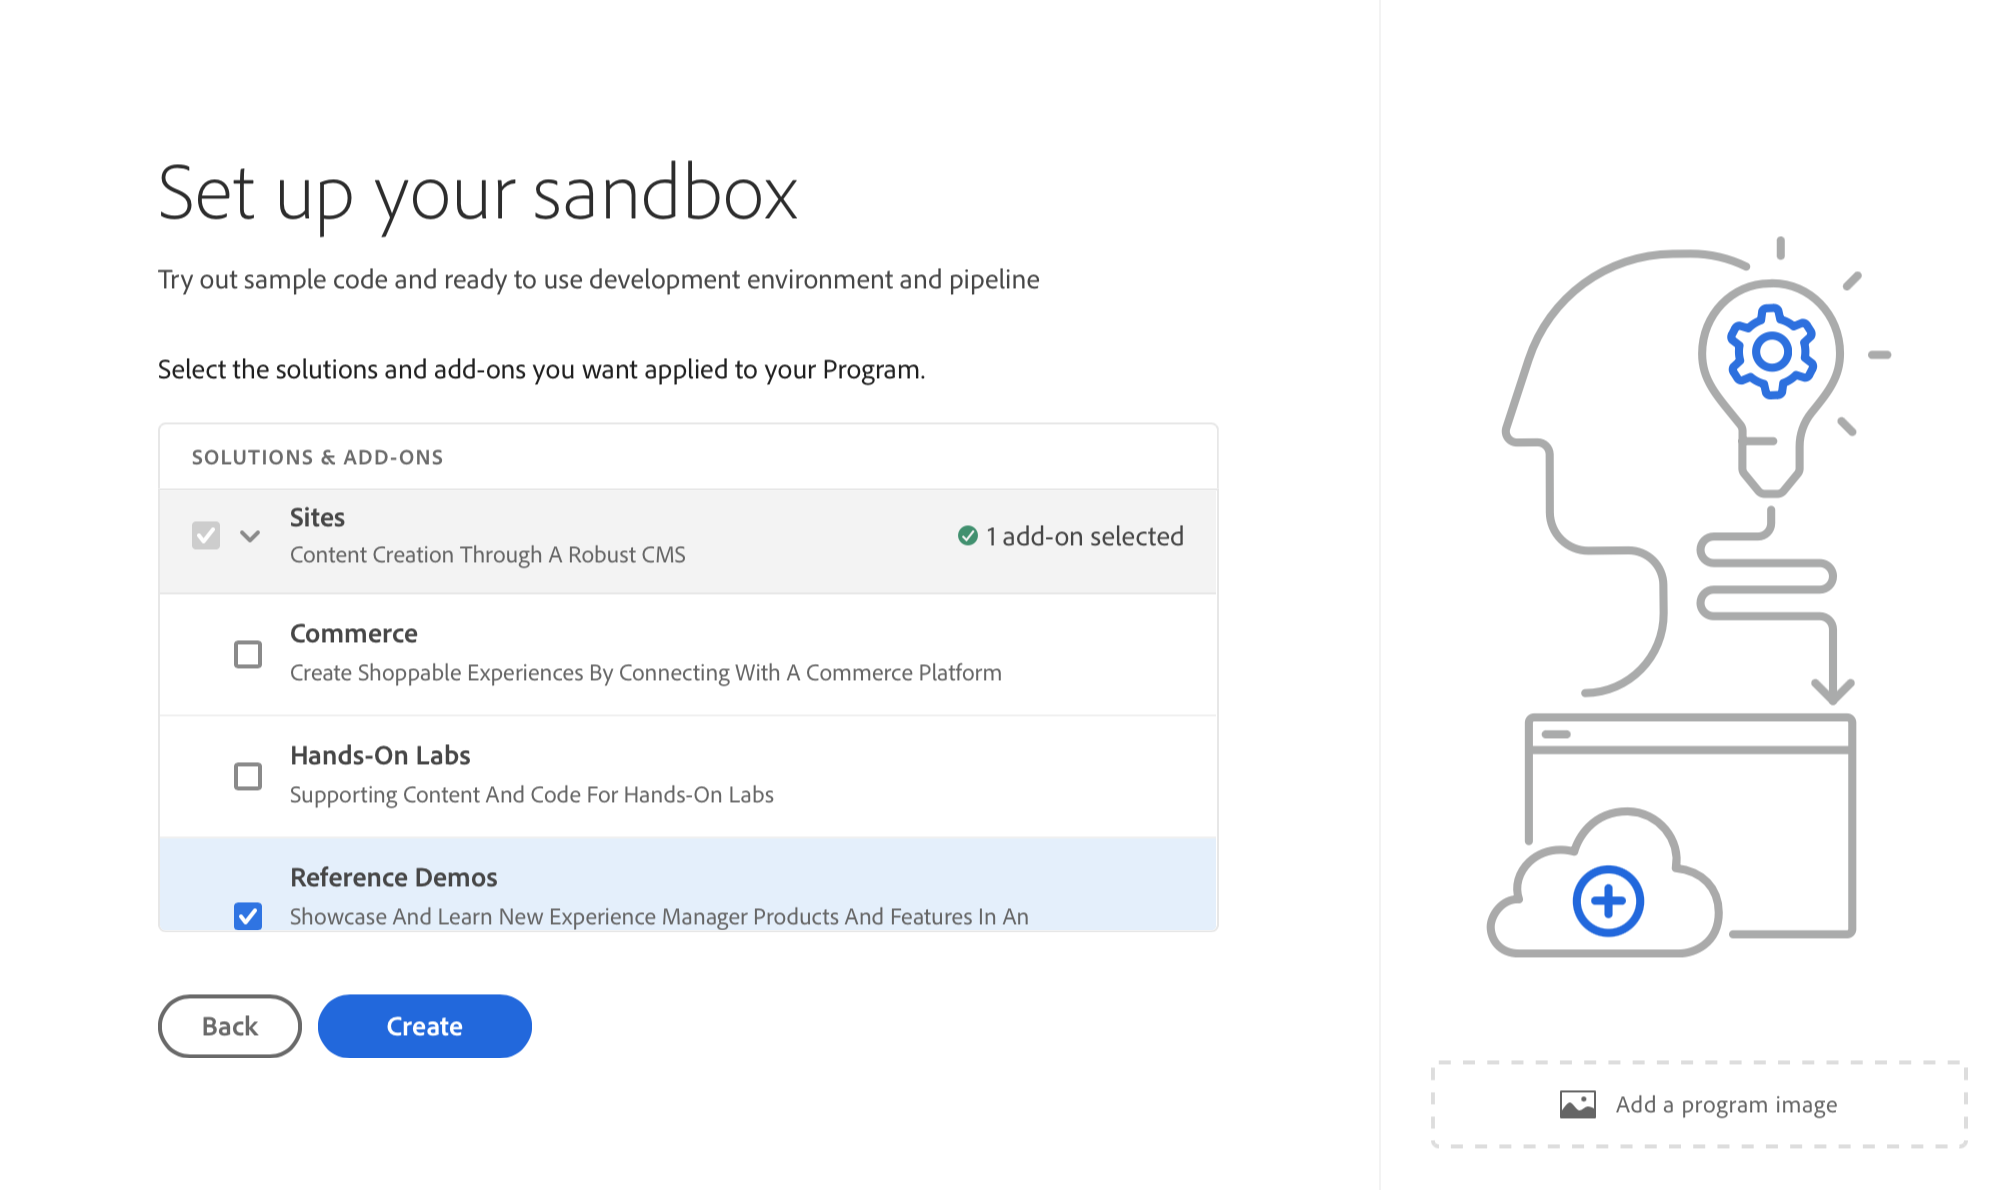 Set up your sandbox
Try out sample code and ready to use development environment and pipeline
Select the solutions and add-ons you want applied to your Program.
SOLUTIONS & ADD-ONS
Sites
Content Creation Through A Robust CMS
1 add-on selected
Commerce
Create Shoppable Experiences By Connecting With A Commerce Platform
Hands-On Labs
Supporting Content And Code For Hands-On Labs
Reference Demos
Showcase And Learn New Experience Manager Products And Features In An
Back
Create
Add a program image